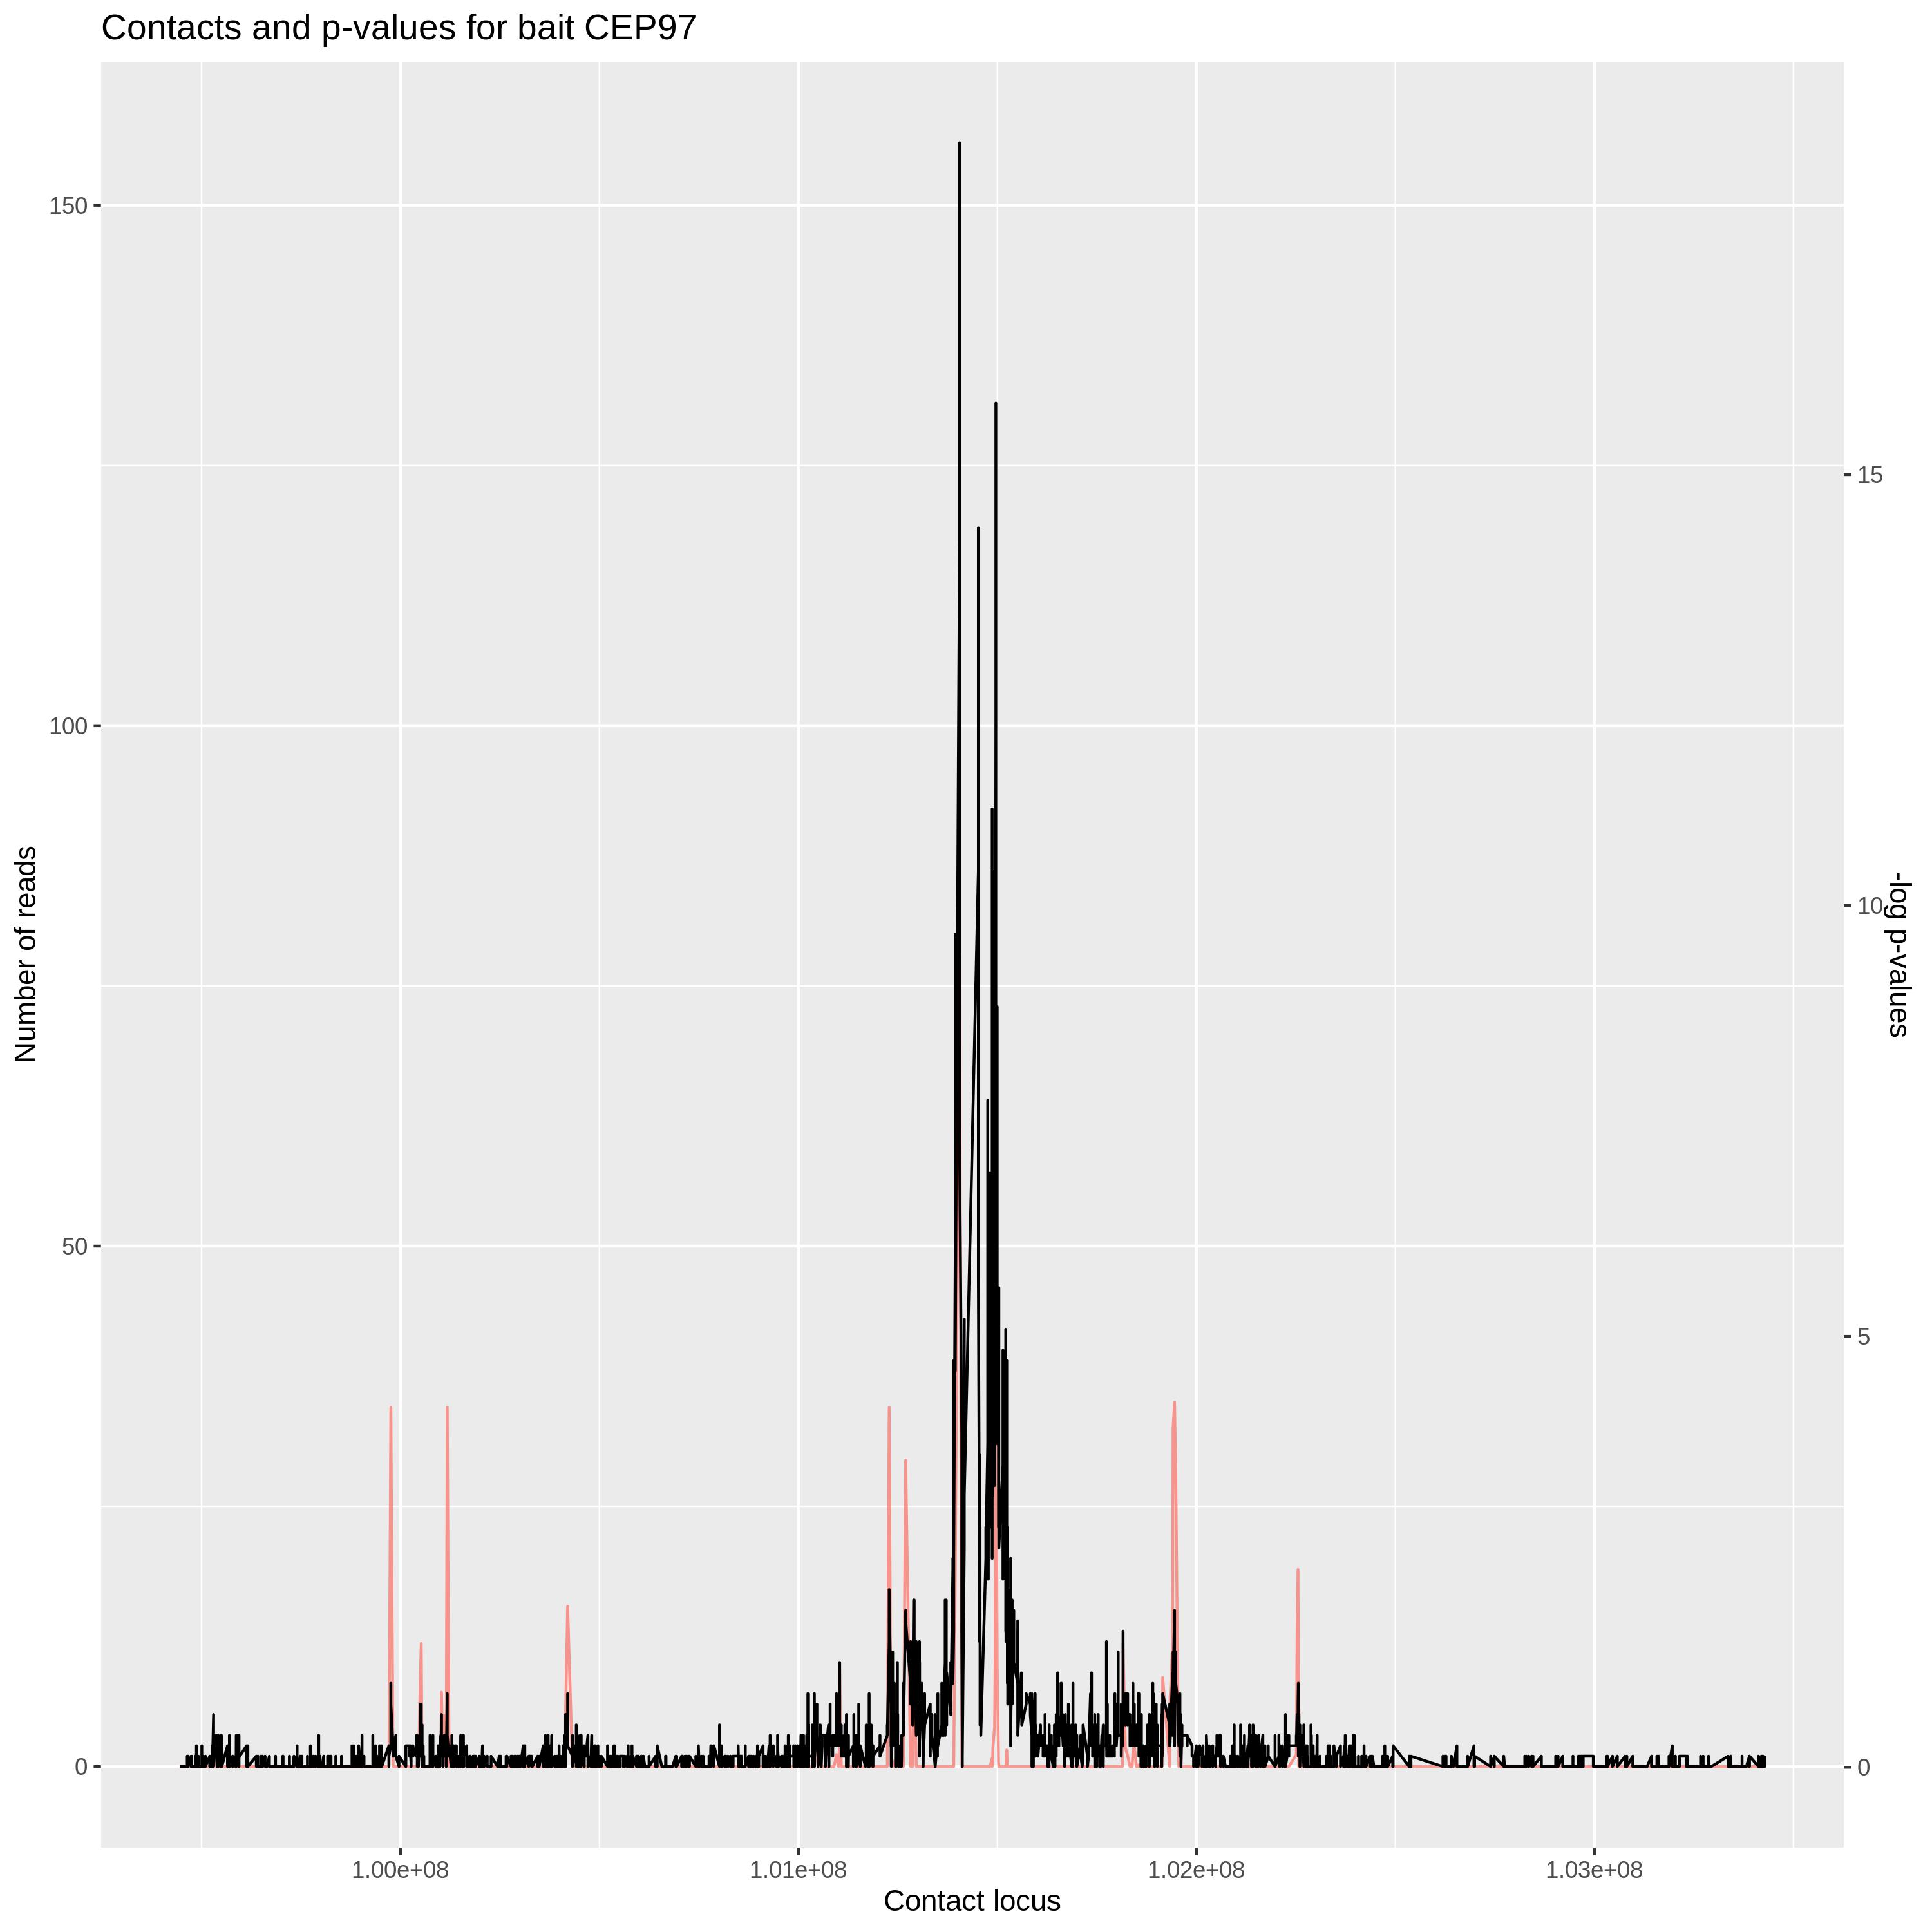 Contacts and p-values for bait CEP97
150
100
50
0
Number of reads
15
10
5
0
-log p-values
1.00e+08
1.01e+08
1.02e+08
1.03e+08
Contact locus